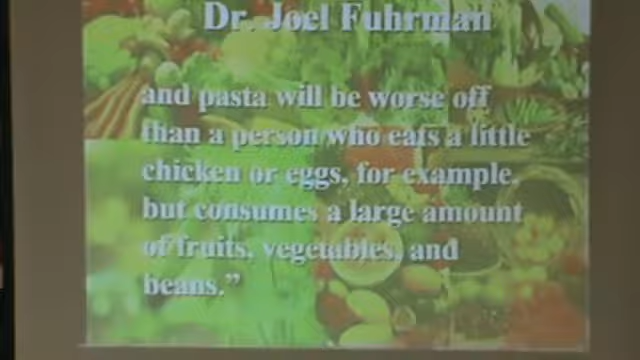 Dr. Joel Fuhrman
and pasta will be worse off
than a person who eats a little
chicken or eggs, for example,
but consumes a large amount
of fruits, vegetables, and
beans.”